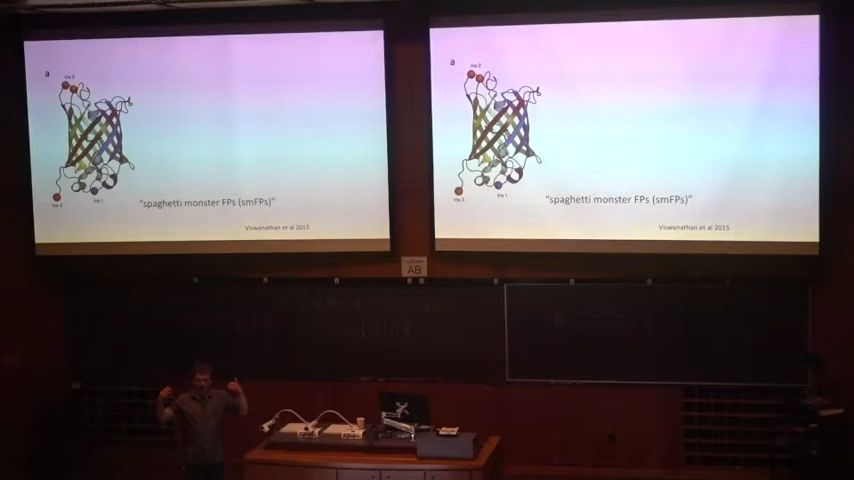 a
"spaghetti monster FPs (smFPs)"
Viswanathan et al 2015
a
"spaghetti monster FPs (smFPs)"
Viswanathan et al 2015
AB